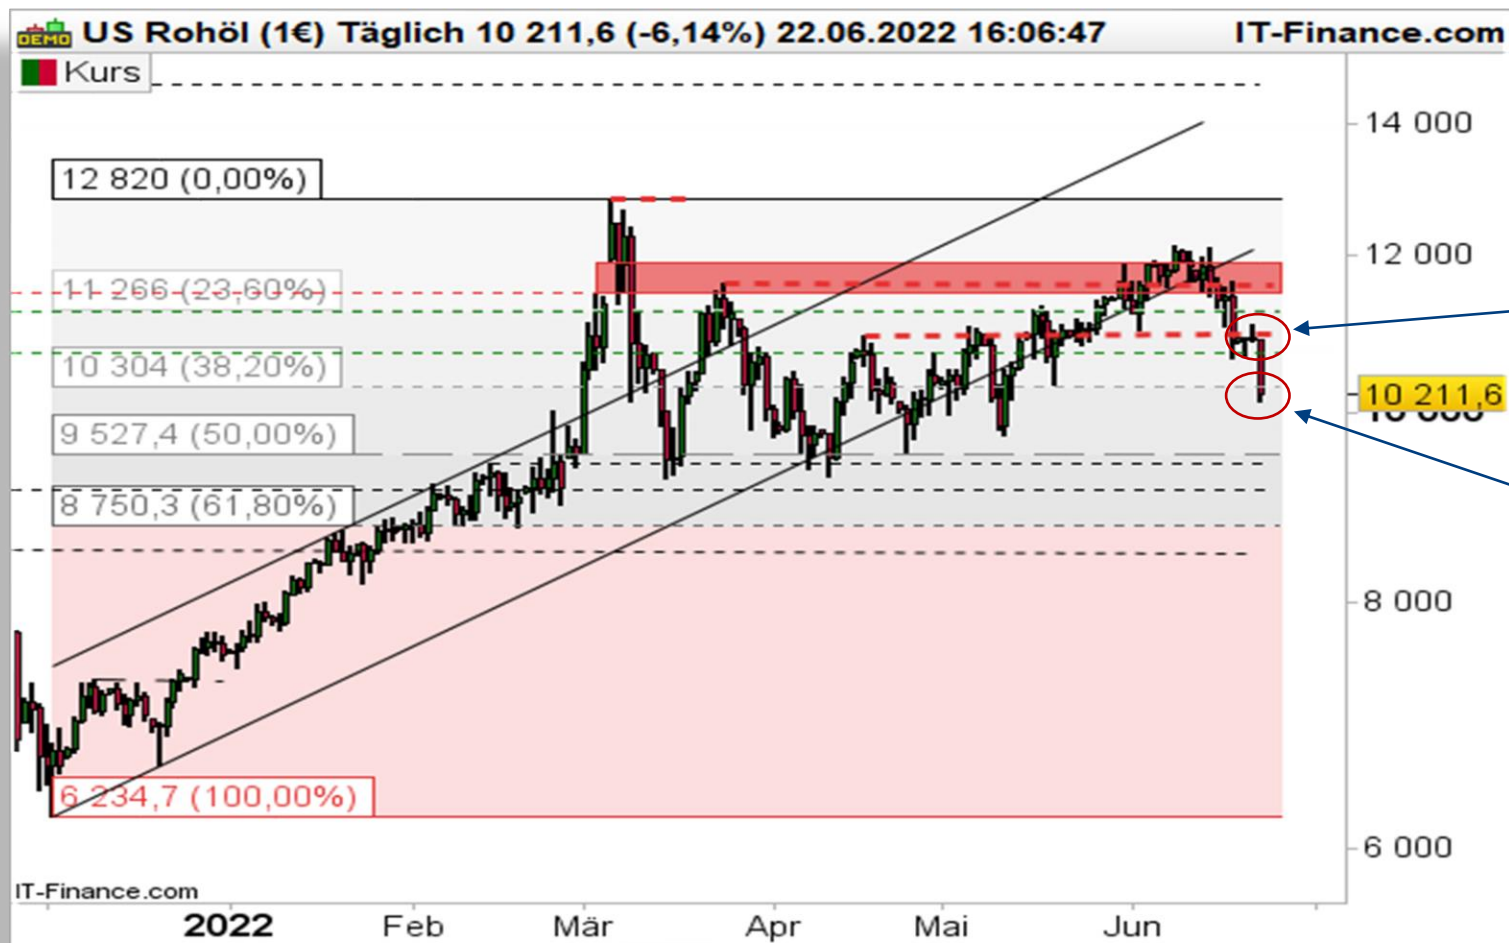 DEMO US Rohöl (1€) Täglich 10 211,6 (-6,14%) 22.06.2022 16:06:47 IT-Finance.com
Kurs
14 000
12 820 (0,00%)
12 000
11 266 (23,60%)
10 304 (38,20%)
10 211,6
10 000
9 527,4 (50,00%)
8 750,3 (61,80%)
8 000
6 234,7 (100,00%)
6 000
IT-Finance.com
2022 Feb Mär Apr Mai Jun